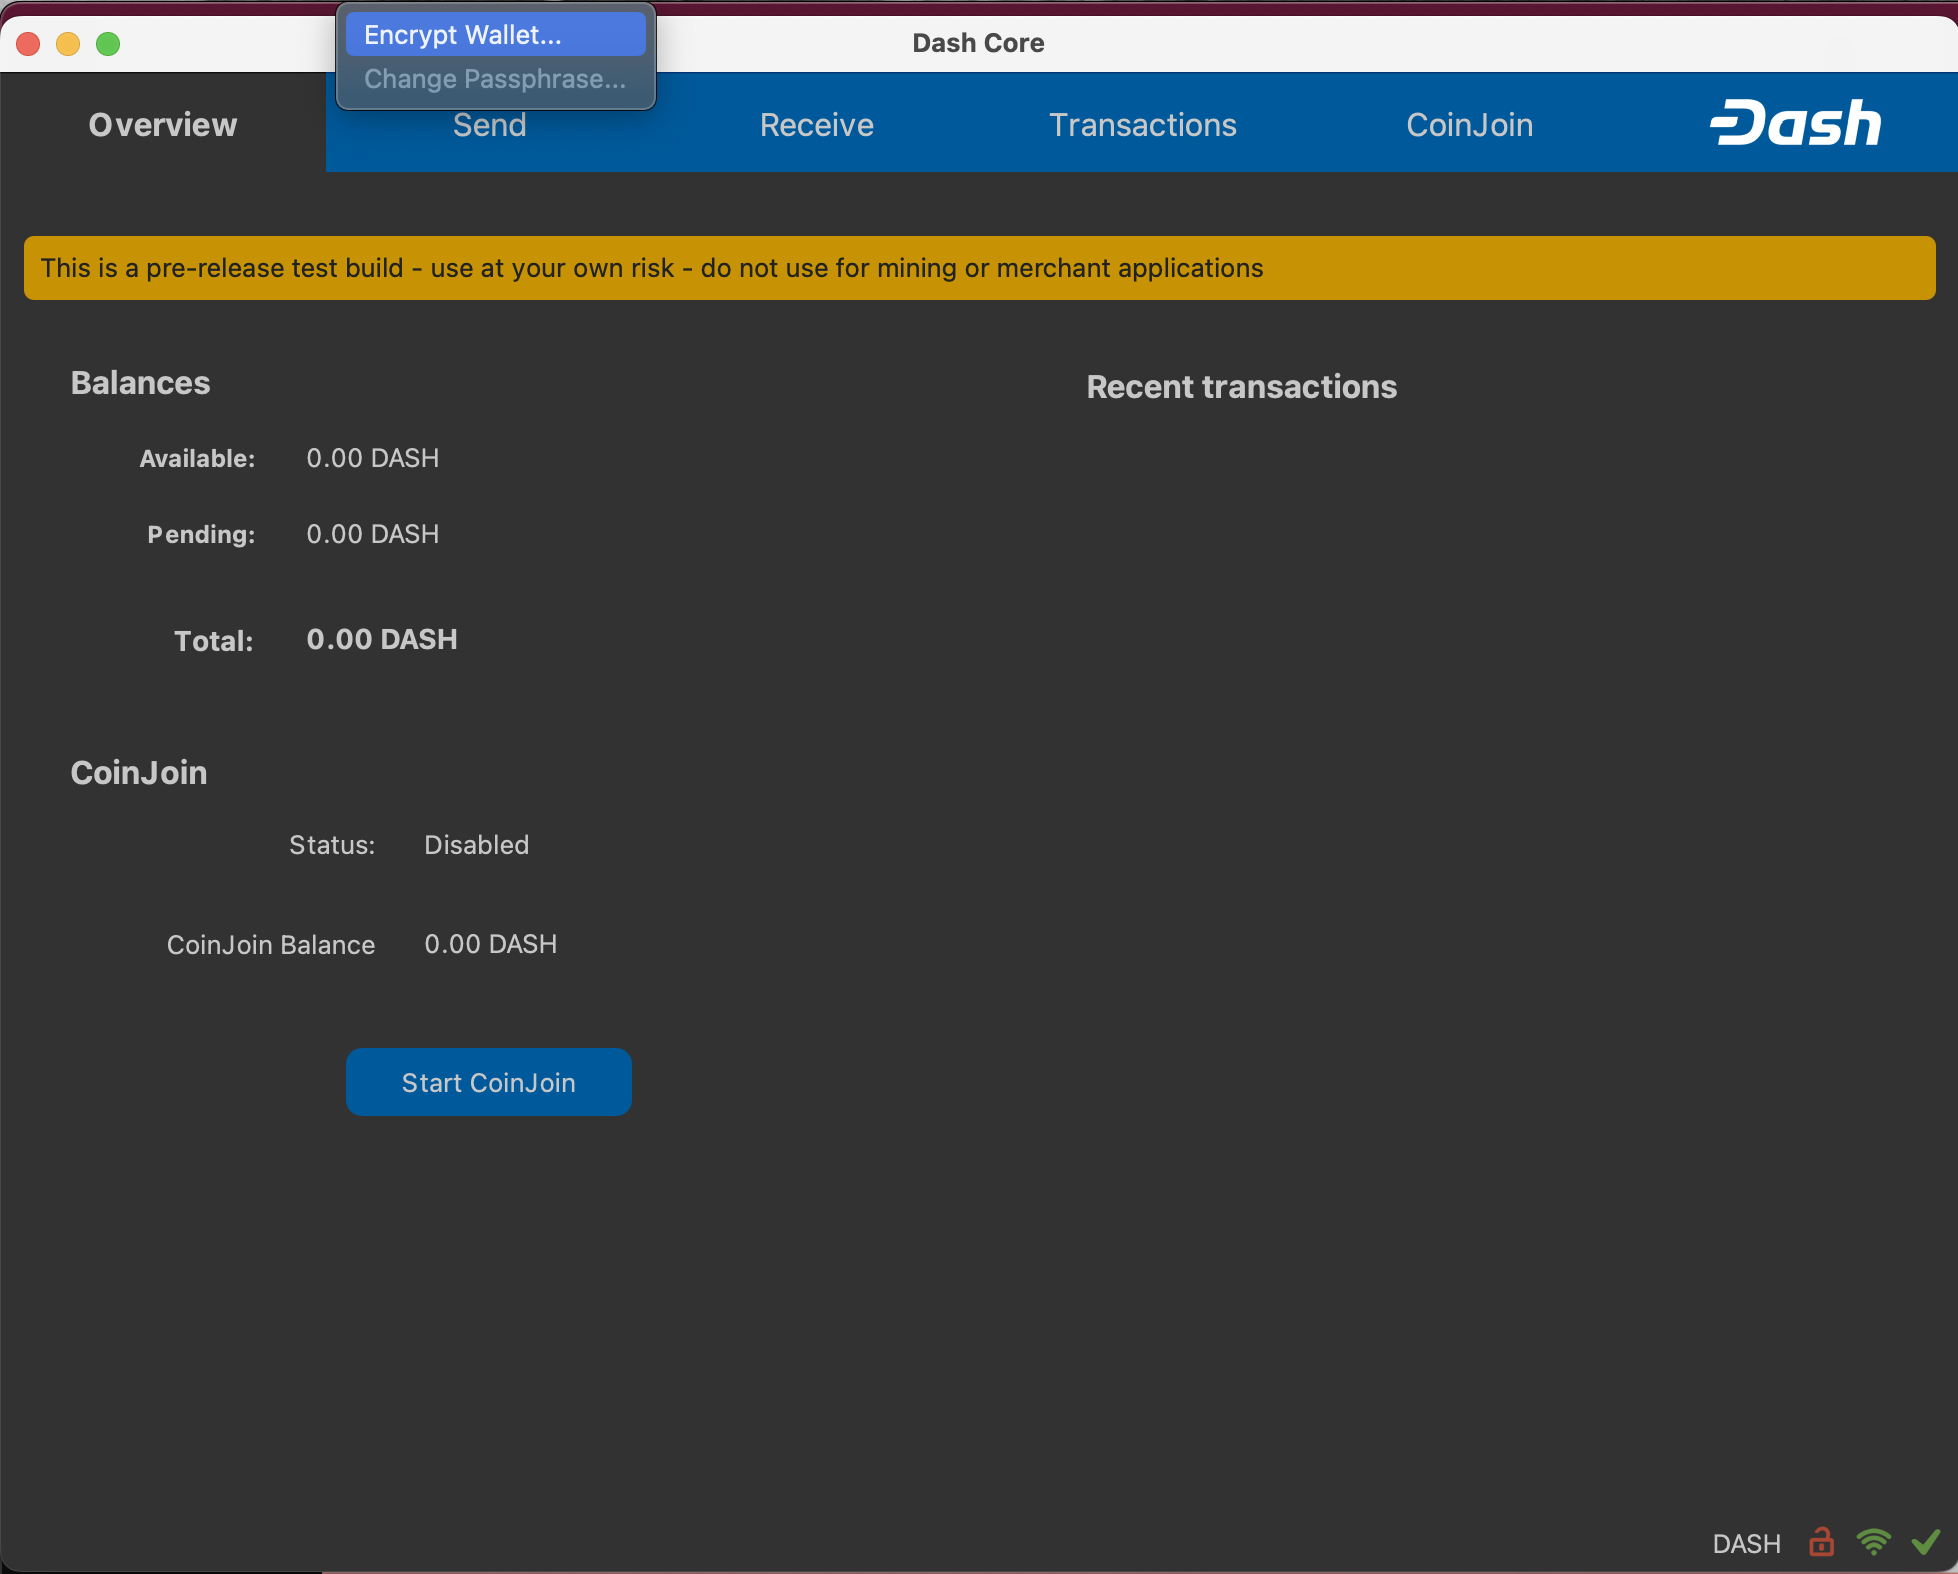 Encrypt Wallet...
Change Passphrase...
Dash Core
Overview
Send
Receive
Transactions
CoinJoin
Dash
This is a pre-release test build - use at your own risk - do not use for mining or merchant applications
Balances
Available: 0.00 DASH
Pending: 0.00 DASH
Total: 0.00 DASH
Recent transactions
CoinJoin
Status: Disabled
CoinJoin Balance 0.00 DASH
Start CoinJoin
DASH